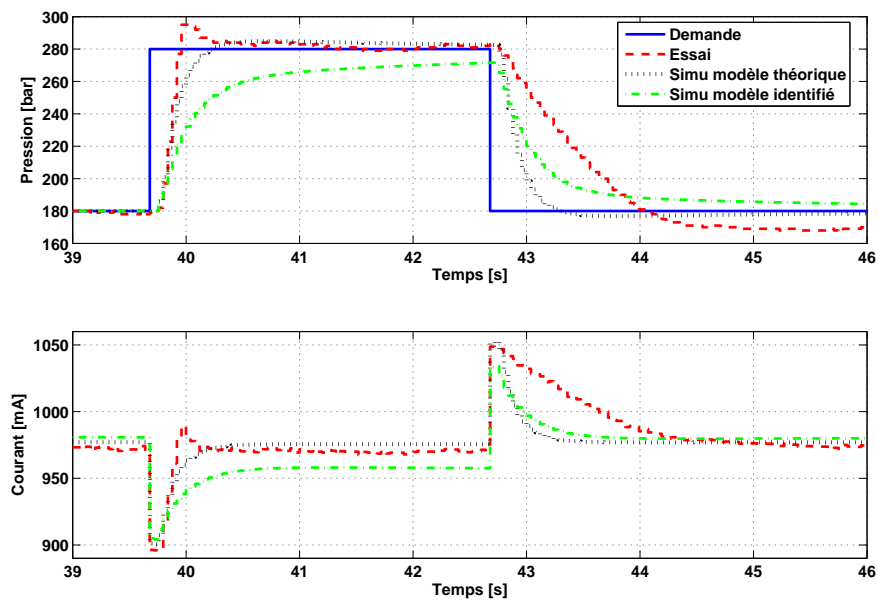 300
280
260
240
220
200
180
160
Pression [bar]
Demande
Essai
Simu modèle théorique
Simu modèle identifié
39 40 41 42 43 44 45 46
Temps [s]
1050
1000
950
900
Courant [mA]
39 40 41 42 43 44 45 46
Temps [s]